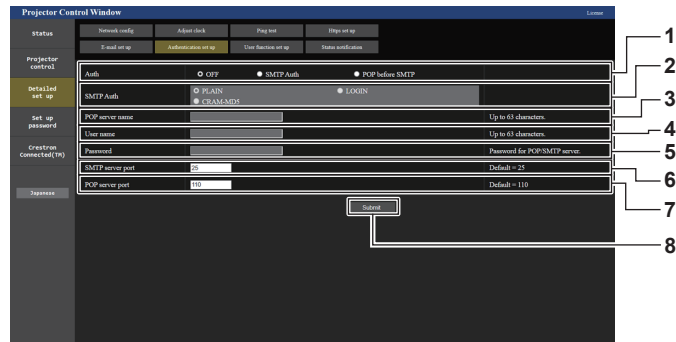 Projector Control Window
License
Status
Projector control
Detailed set up
Set up password
Crestron Connected(TM)
Japanese
Network config
Adjust clock
Ping test
Https set up
E-mail set up
Authentication set up
User function set up
Status notification
Auth
OFF
SMTP Auth
POP before SMTP
SMTP Auth
PLAIN
LOGIN
CRAM-MD5
POP server name
Up to 63 characters.
User name
Up to 63 characters.
Password
Password for POP/SMTP server.
SMTP server port
25
Default = 25
POP server port
110
Default = 110
Submit
1
2
3
4
5
6
7
8